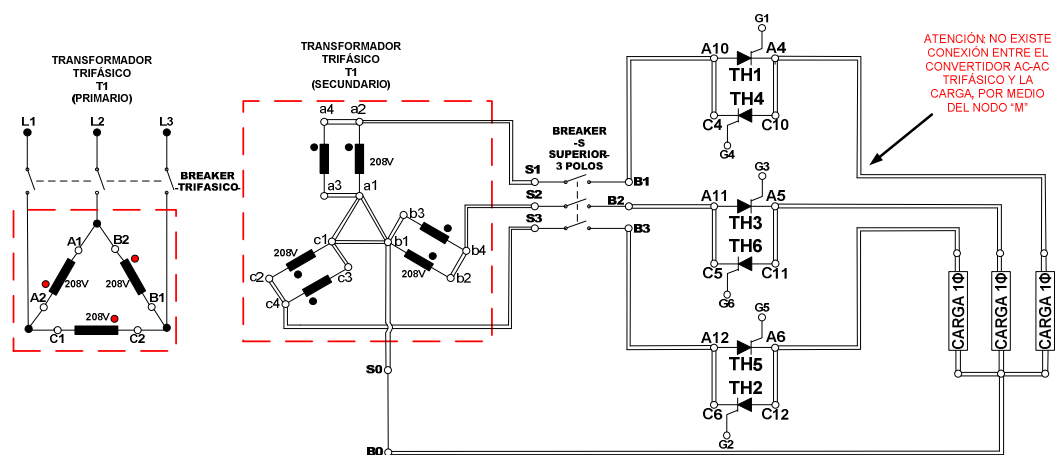 TRANSFORMADOR
TRIFÁSICO
T1
(PRIMARIO)
L1
L2
L3
BREAKER
-TRIFASICO-
A1
B2
A2
208V
208V
B1
208V
C1
C2
TRANSFORMADOR
TRIFÁSICO
T1
(SECUNDARIO)
a4
a2
208V
a3
a1
b3
c1
b1
b4
208V
c2
c3
208V
b2
c4
S0
B0
BREAKER
-S
SUPERIOR-
3 POLOS
S1
S2
S3
B1
B2
B3
G1
A10
A4
TH1
TH4
C4
C10
G4
G3
A11
A5
TH3
TH6
C5
C11
G6
G5
A12
A6
TH5
TH2
C6
C12
G2
ATENCIÓN: NO EXISTE
CONEXIÓN ENTRE EL
CONVERTIDOR AC-AC
TRIFÁSICO Y LA
CARGA, POR MEDIO
DEL NODO “M”
CARGA 1Φ
CARGA 1Φ
CARGA 1Φ